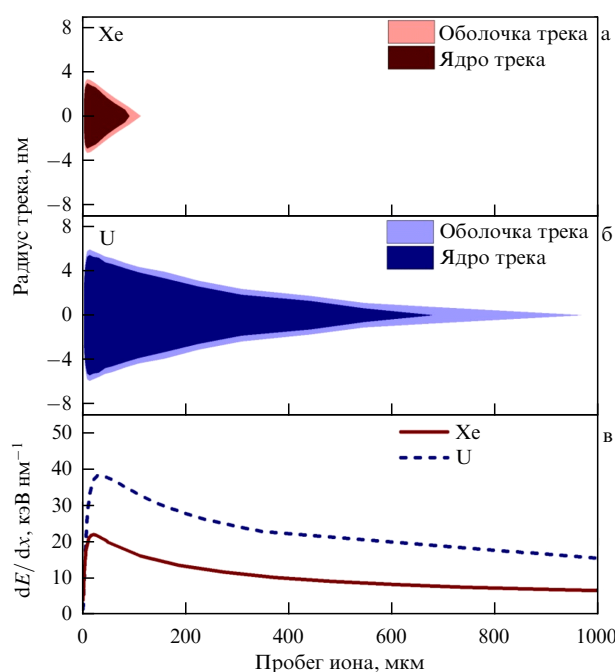 Xe
Оболочка трека
а
Ядро трека
8
4
0
−4
−8
Радиус трека, нм
U
Оболочка трека
б
Ядро трека
8
4
0
−4
−8
Xe
в
U
50
40
30
20
10
0
dE/dx, кэВ нм⁻¹
0 200 400 600 800 1000
Пробег иона, мкм